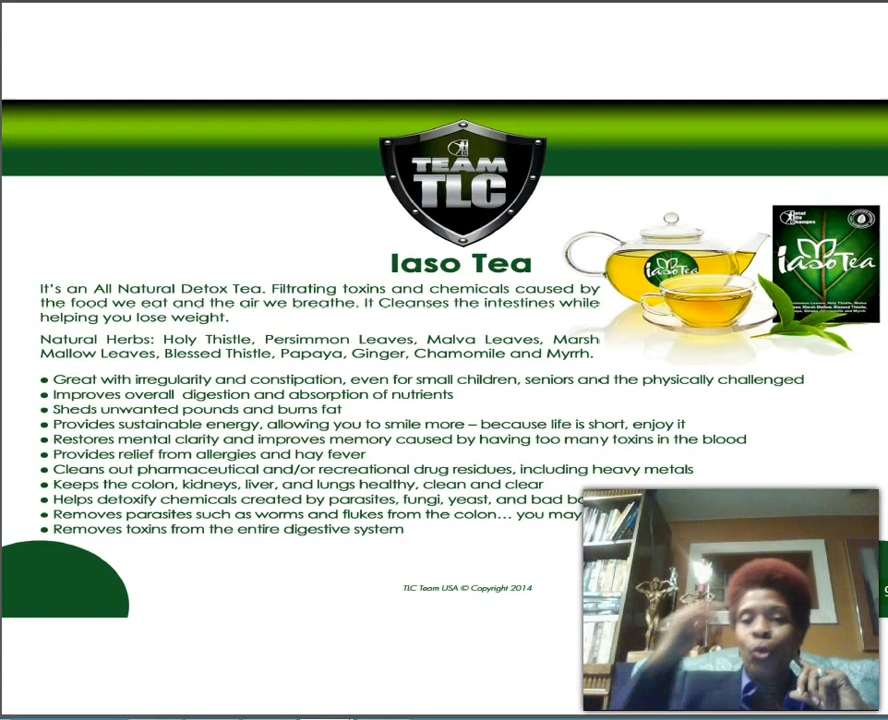 TEAM
TLC
Iaso Tea
It's an All Natural Detox Tea. Filtrating toxins and chemicals caused by
the food we eat and the air we breathe. It Cleanses the intestines while
helping you lose weight.
Natural Herbs: Holy Thistle, Persimmon Leaves, Malva Leaves, Marsh
Mallow Leaves, Blessed Thistle, Papaya, Ginger, Chamomile and Myrrh.
IasoTea
Total Life Changes
IasoTea
• Great with irregularity and constipation, even for small children, seniors and the physically challenged
• Improves overall digestion and absorption of nutrients
• Sheds unwanted pounds and burns fat
• Provides sustainable energy, allowing you to smile more – because life is short, enjoy it
• Restores mental clarity and improves memory caused by having too many toxins in the blood
• Provides relief from allergies and hay fever
• Cleans out pharmaceutical and/or recreational drug residues, including heavy metals
• Keeps the colon, kidneys, liver, and lungs healthy, clean and clear
• Helps detoxify chemicals created by parasites, fungi, yeast, and bad
• Removes parasites such as worms and flukes from the colon... you may
• Removes toxins from the entire digestive system
TLC Team USA © Copyright 2014